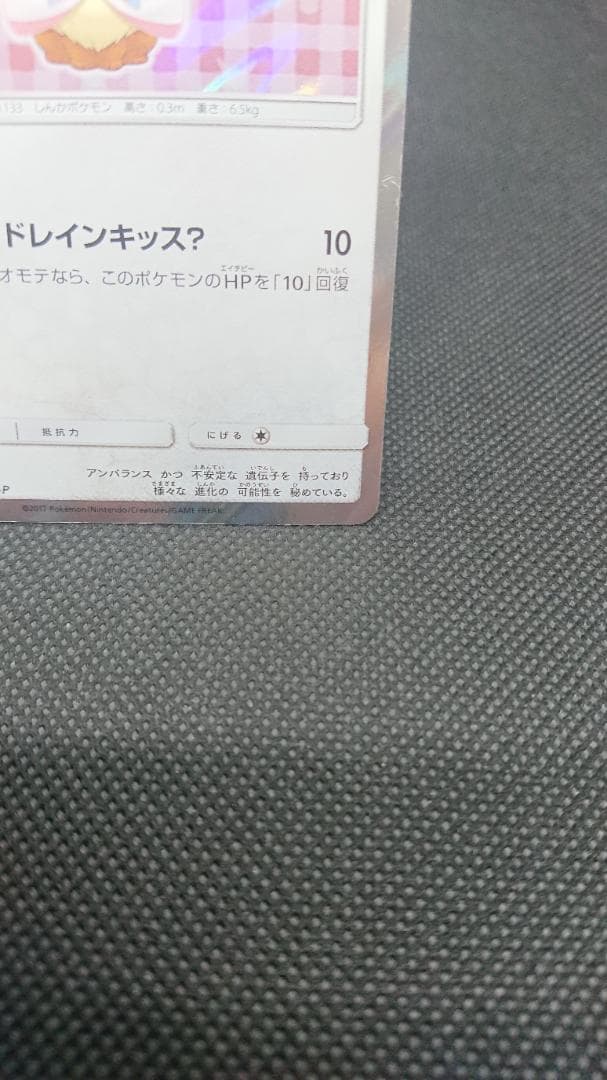 133 しんかポケモン 高さ：0.3m 重さ：6.5kg
ドレインキッス? 10
オモテなら、このポケモンのHPを「10」回復
抵抗力 にげる
アンバランス かつ 不安定な 遺伝子を 持っており
様々な 進化の 可能性を 秘めている。
-P
©2017 Pokémon/Nintendo/Creatures/GAME FREAK.